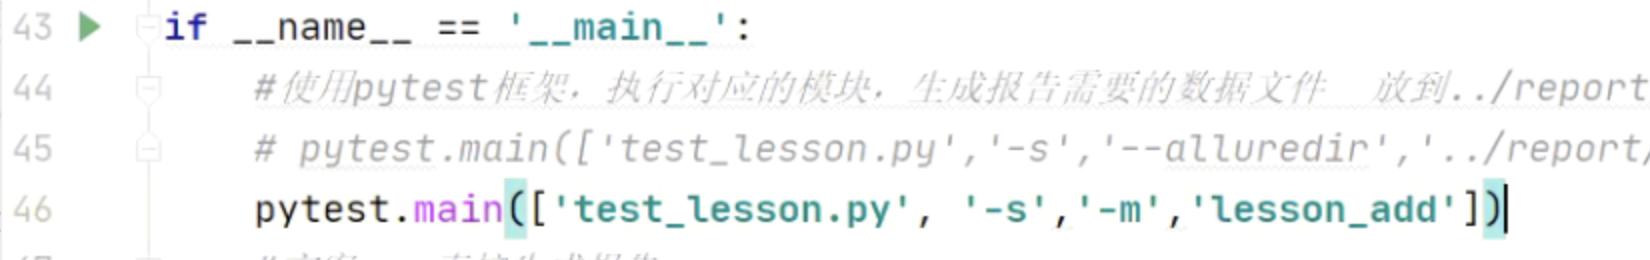 43 if __name__ == '__main__':
44 #使用pytest框架，执行对应的模块，生成报告需要的数据文件 放到../report
45 # pytest.main(['test_lesson.py','-s','--alluredir','../report/
46 pytest.main(['test_lesson.py', '-s','-m','lesson_add'])